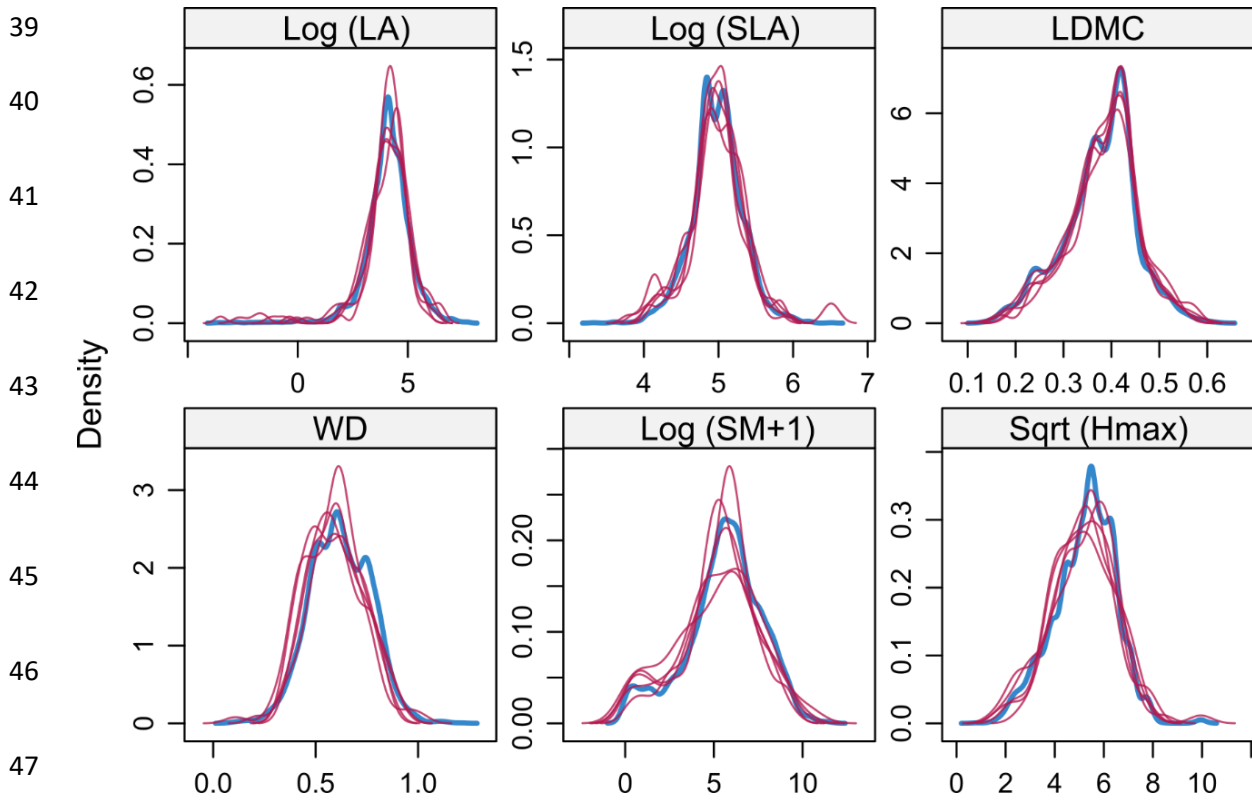 39
40
41
42
43
44
45
46
47
Density
Log (LA)
0.0 0.2 0.4 0.6
0 5
Log (SLA)
0.0 0.5 1.0 1.5
4 5 6 7
LDMC
0 2 4 6
0.1 0.2 0.3 0.4 0.5 0.6
WD
0 1 2 3
0.0 0.5 1.0
Log (SM+1)
0.00 0.10 0.20
0 5 10
Sqrt (Hmax)
0.0 0.1 0.2 0.3
0 2 4 6 8 10